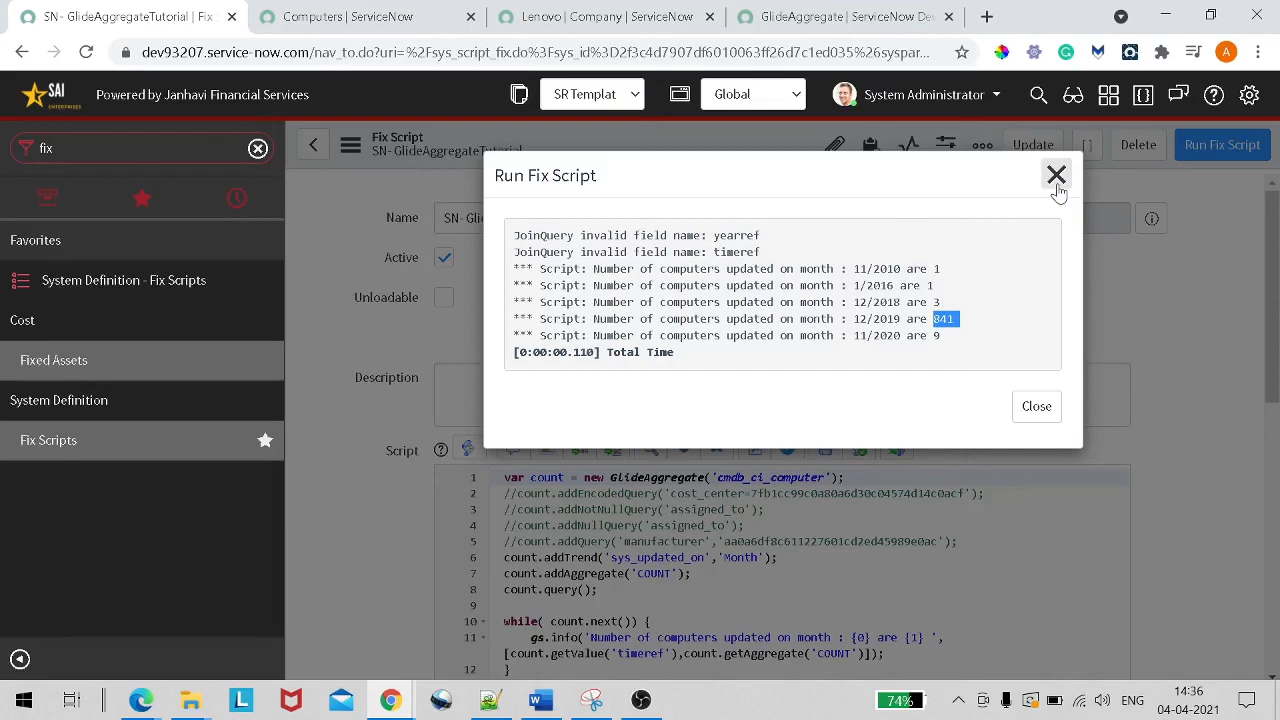 SN- GlideAggregateTutorial | Fix S
Computers | ServiceNow
Lenovo | Company | ServiceNow
GlideAggregate | ServiceNow Dev
dev93207.service-now.com/nav_to.do?uri=%2Fsys_script_fix.do%3Fsys_id%3D2f3c4d7907df6010063ff26d7c1ed035%26syspar...
A
SAI
ENTERPRISES
Powered by Janhavi Financial Services
SR Templat
Global
System Administrator
fix
Fix Script
SN- GlideAggregateTutorial
Update
Delete
Run Fix Script
Favorites
System Definition - Fix Scripts
Cost
Fixed Assets
System Definition
Fix Scripts
Name
SN- Gli
Active
Unloadable
Description
Script
Run Fix Script
JoinQuery invalid field name: yearref
JoinQuery invalid field name: timeref
*** Script: Number of computers updated on month : 11/2010 are 1
*** Script: Number of computers updated on month : 1/2016 are 1
*** Script: Number of computers updated on month : 12/2018 are 3
*** Script: Number of computers updated on month : 12/2019 are 841
*** Script: Number of computers updated on month : 11/2020 are 9
[0:00:00.110] Total Time
Close
1 var count = new GlideAggregate('cmdb_ci_computer');
2 //count.addEncodedQuery('cost_center=7fb1cc99c0a80a6d30c04574d14c0acf');
3 //count.addNotNullQuery('assigned_to');
4 //count.addNullQuery('assigned_to');
5 //count.addQuery('manufacturer','aa0a6df8c611227601cd2ed45989e0ac');
6 count.addTrend('sys_updated_on','Month');
7 count.addAggregate('COUNT');
8 count.query();
9
10 while( count.next()) {
11 gs.info('Number of computers updated on month : {0} are {1} ',
[count.getValue('timeref'),count.getAggregate('COUNT')]);
12 }
74%
ENG
14:36
04-04-2021